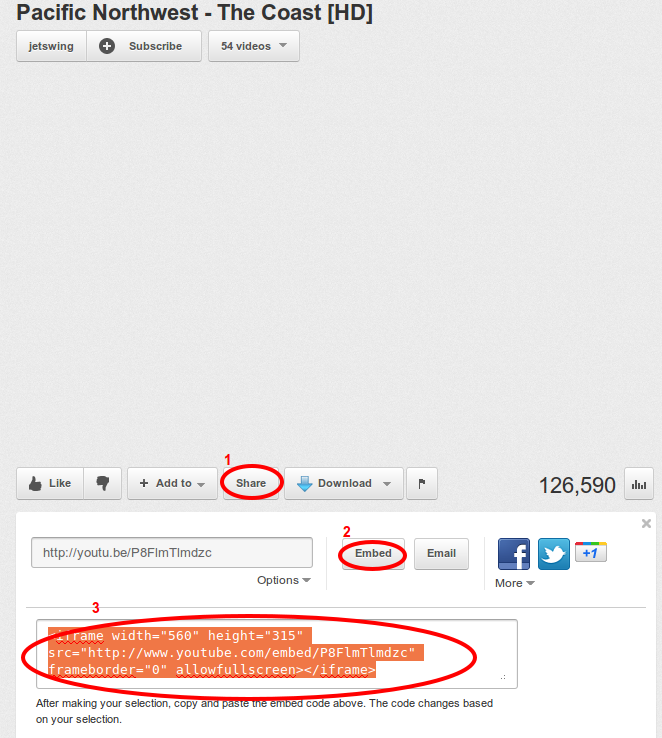 Pacific Northwest - The Coast [HD]
jetswing Subscribe 54 videos
1
Like Add to Share Download 126,590
2
http://youtu.be/P8FlmTlmdzc Embed Email f +1
Options More
3
<iframe width="560" height="315"
src="http://www.youtube.com/embed/P8FlmTlmdzc"
frameborder="0" allowfullscreen></iframe>
After making your selection, copy and paste the embed code above. The code changes based
on your selection.